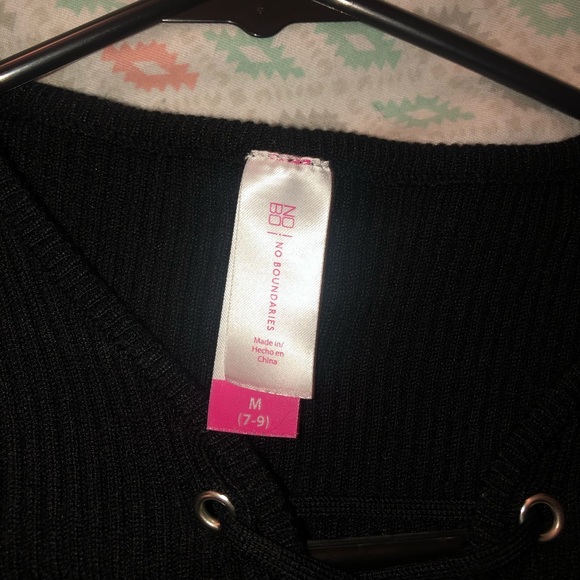 NO
BO
NO BOUNDARIES
Made in/
Hecho en
China
M
(7-9)